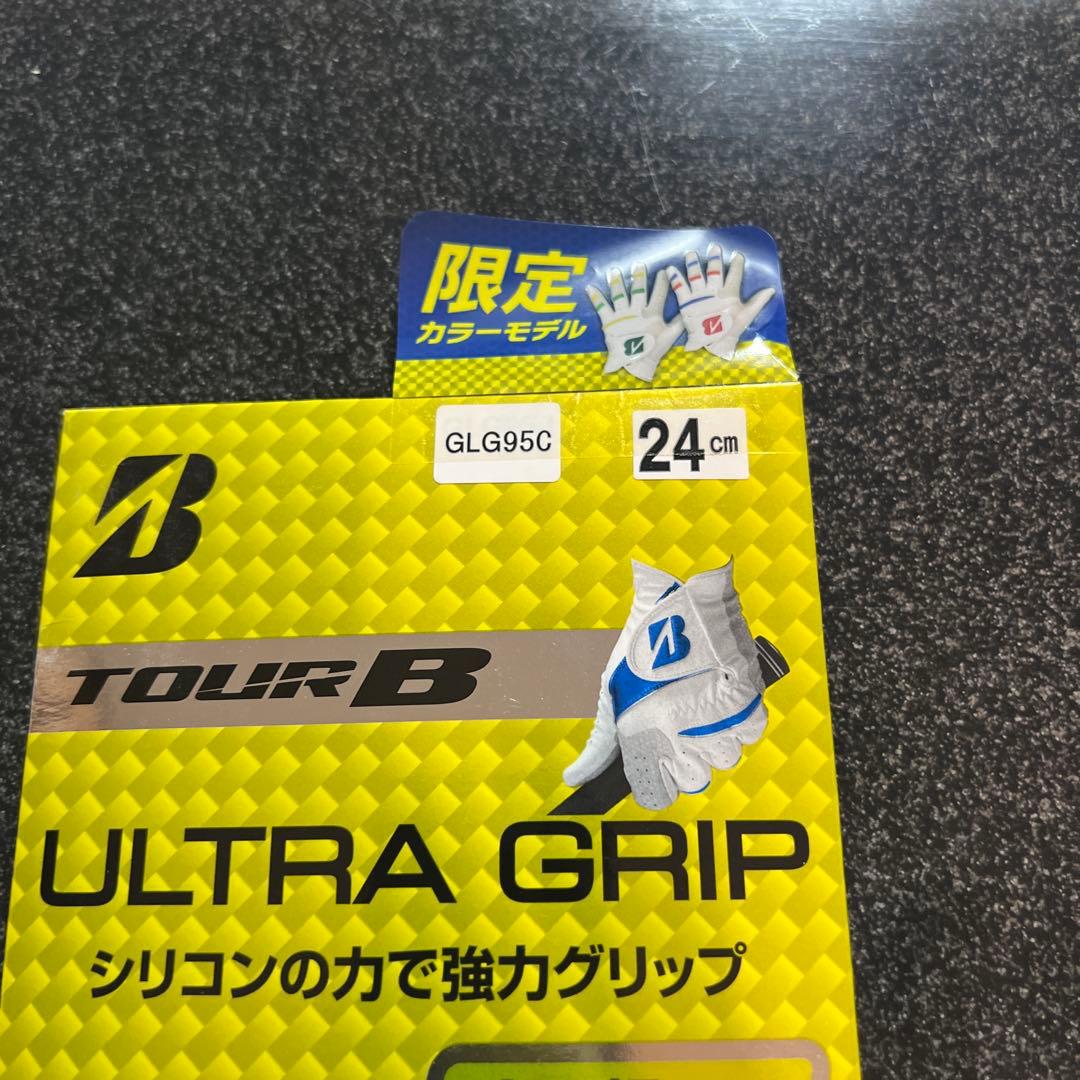 限定
カラーモデル
GLG95C
24cm
B
TOUR B
ULTRA GRIP
シリコンの力で強力グリップ